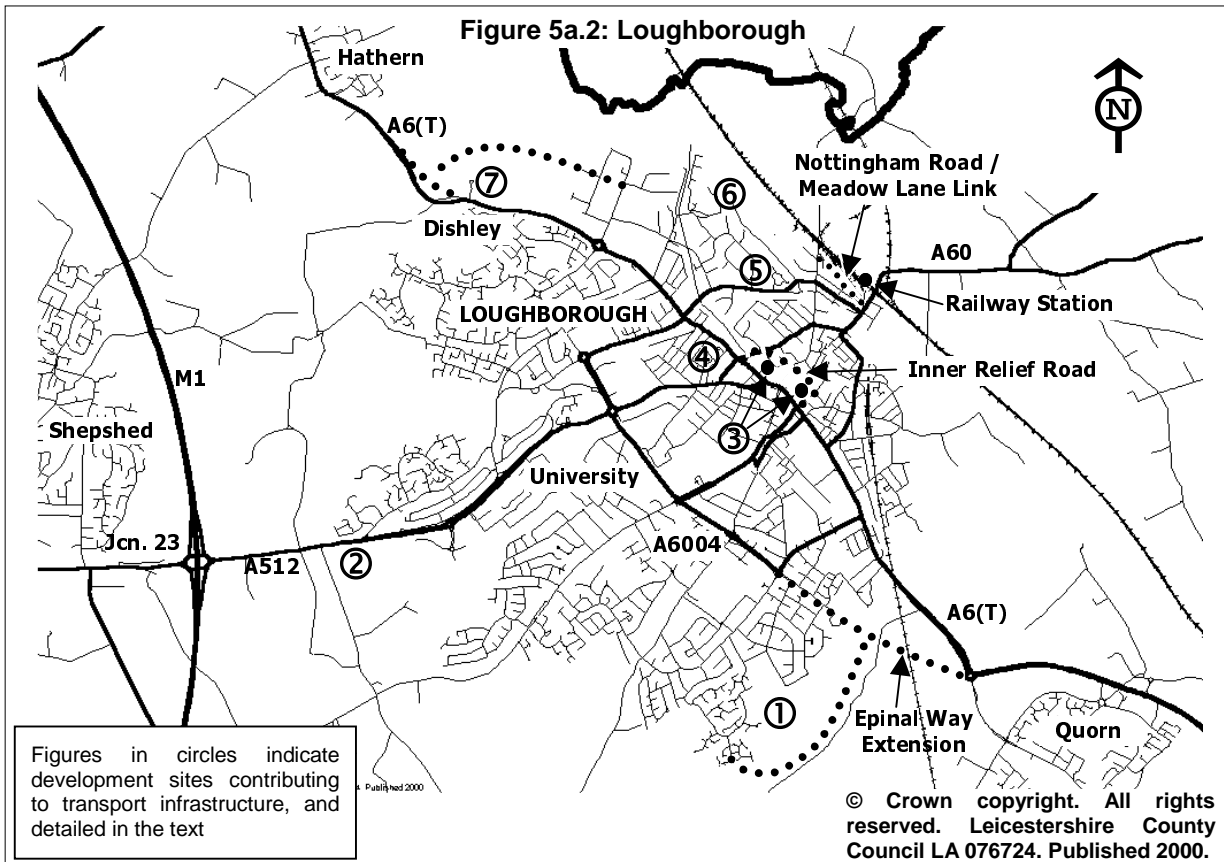 Figure 5a.2: Loughborough
Hathern
A6(T)
N
Nottingham Road /
Meadow Lane Link
⑦
⑥
Dishley
A60
⑤
Railway Station
LOUGHBOROUGH
④
Inner Relief Road
M1
Shepshed
③
University
Jcn. 23
A512
②
A6004
A6(T)
①
Epinal Way
Extension
Quorn
Figures in circles indicate
development sites contributing
to transport infrastructure, and
detailed in the text
Published 2000
© Crown copyright. All rights
reserved. Leicestershire County
Council LA 076724. Published 2000.